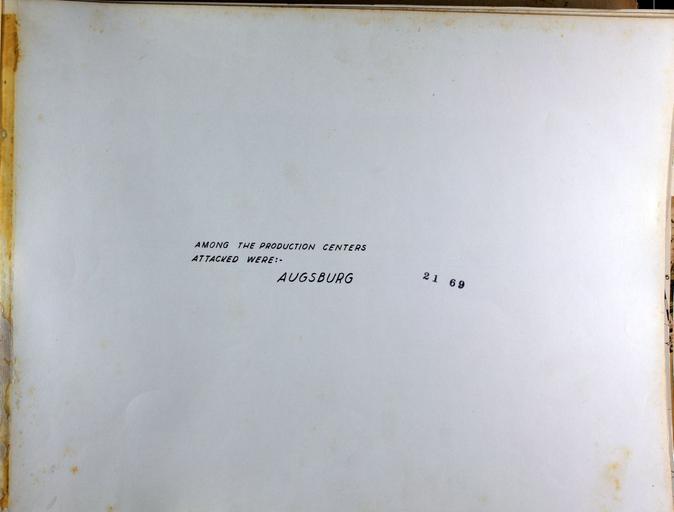 AMONG THE PRODUCTION CENTERS
ATTACKED WERE:-
AUGSBURG
21 69